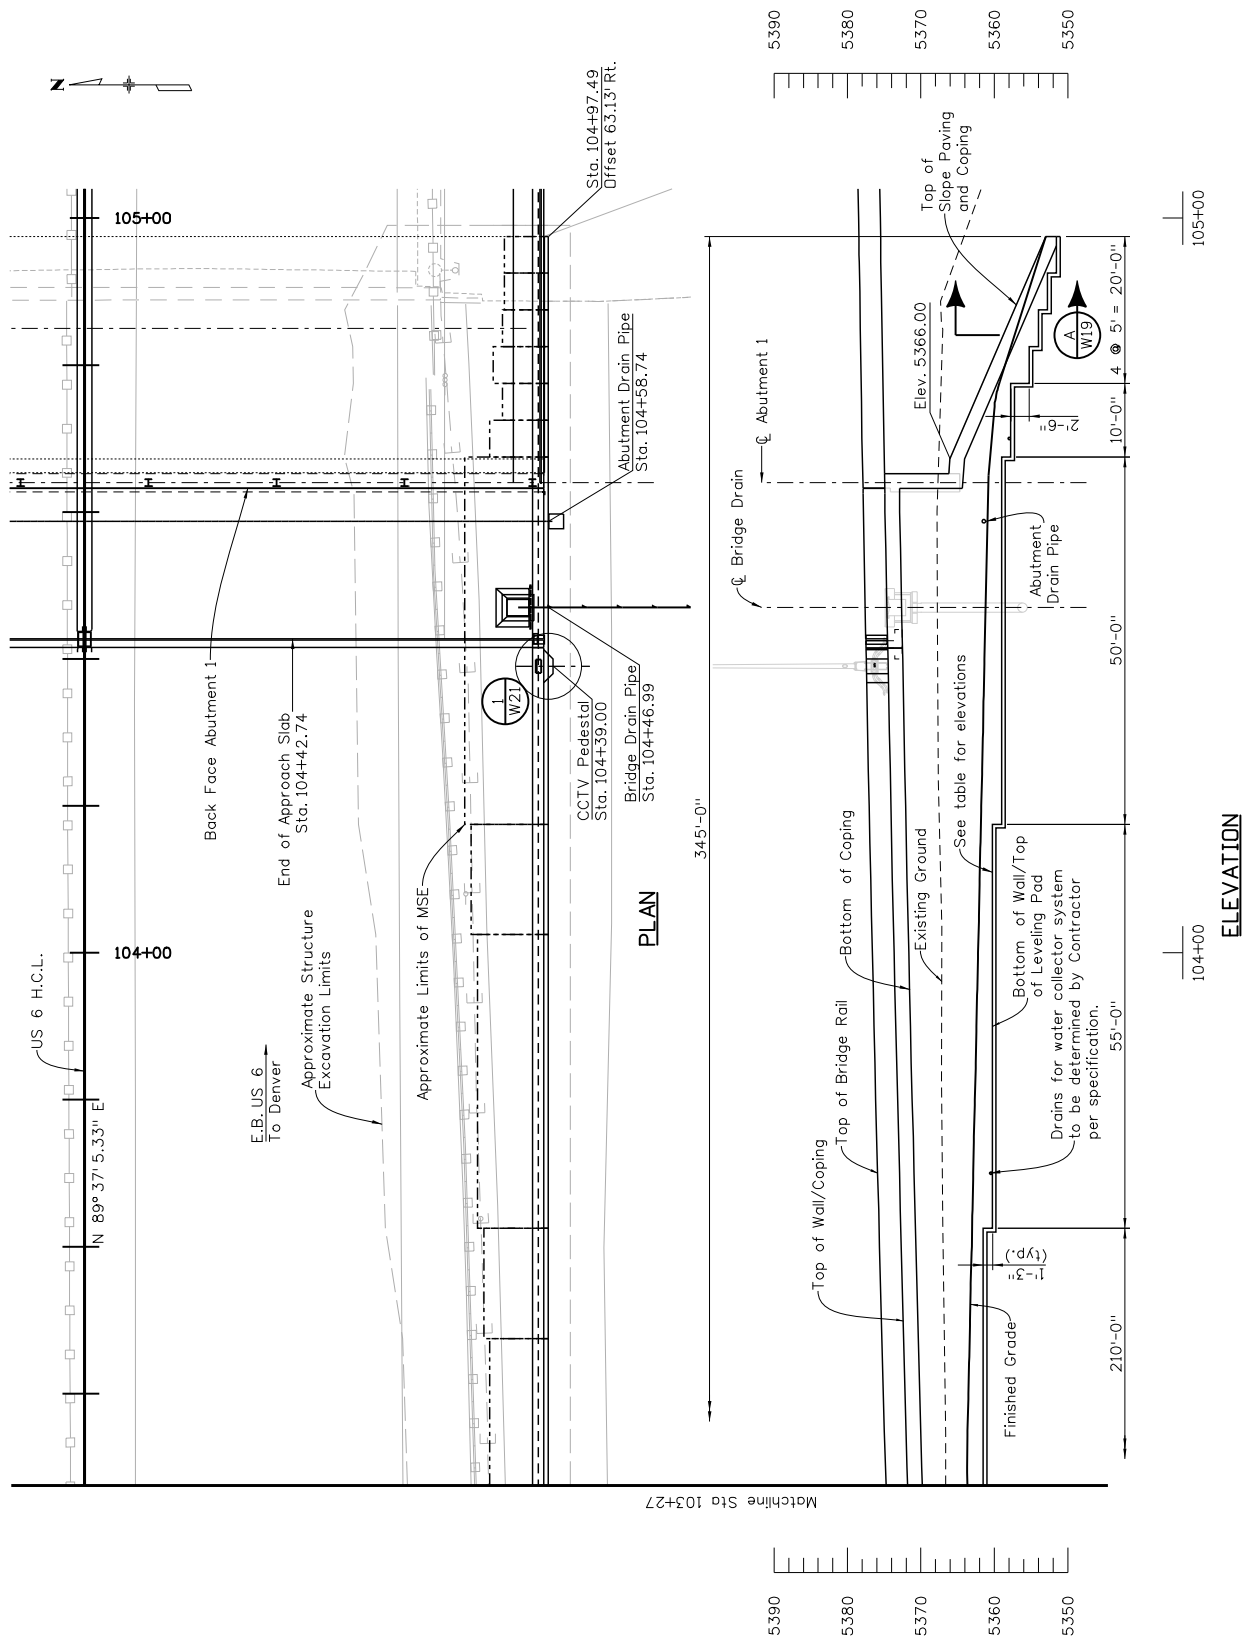 N
US 6 H.C.L.
N 89° 37' 5.33" E
104+00
105+00
E.B. US 6
To Denver
Back Face Abutment 1
End of Approach Slab
Sta. 104+42.74
Approximate Structure
Excavation Limits
Approximate Limits of MSE
1
W21
CCTV Pedestal
Sta. 104+39.00
Bridge Drain Pipe
Sta. 104+46.99
Abutment Drain Pipe
Sta. 104+58.74
Sta. 104+97.49
Offset 63.13' Rt.
PLAN
Matchline Sta 103+27
345'-0"
5390
5380
5370
5360
5350
5390
5380
5370
5360
5350
℄ Bridge Drain
℄ Abutment 1
Top of Wall/Coping
Top of Bridge Rail
Bottom of Coping
Existing Ground
See table for elevations
Elev. 5366.00
Top of
Slope Paving
and Coping
A
W19
Abutment
Drain Pipe
Finished Grade
1'-3"
(typ.)
2'-6"
Bottom of Wall/Top
of Leveling Pad
Drains for water collector system
to be determined by Contractor
per specification.
210'-0"
55'-0"
50'-0"
10'-0"
4 @ 5' = 20'-0"
104+00
105+00
ELEVATION